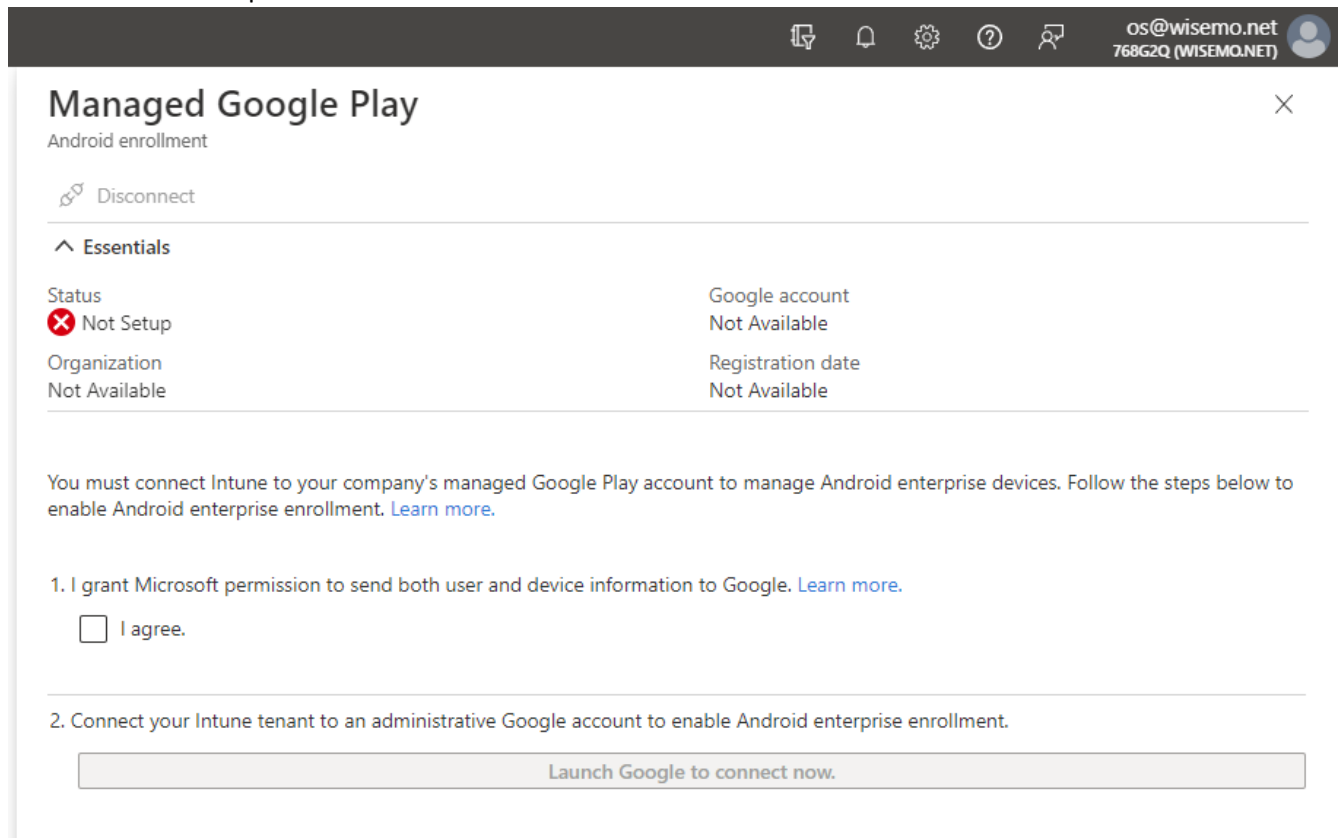 os@wisemo.net
768G2Q (WISEMO.NET)
Managed Google Play
Android enrollment
Disconnect
Essentials
Status
Not Setup
Google account
Not Available
Organization
Not Available
Registration date
Not Available
You must connect Intune to your company's managed Google Play account to manage Android enterprise devices. Follow the steps below to
enable Android enterprise enrollment. Learn more.
1. I grant Microsoft permission to send both user and device information to Google. Learn more.
I agree.
2. Connect your Intune tenant to an administrative Google account to enable Android enterprise enrollment.
Launch Google to connect now.